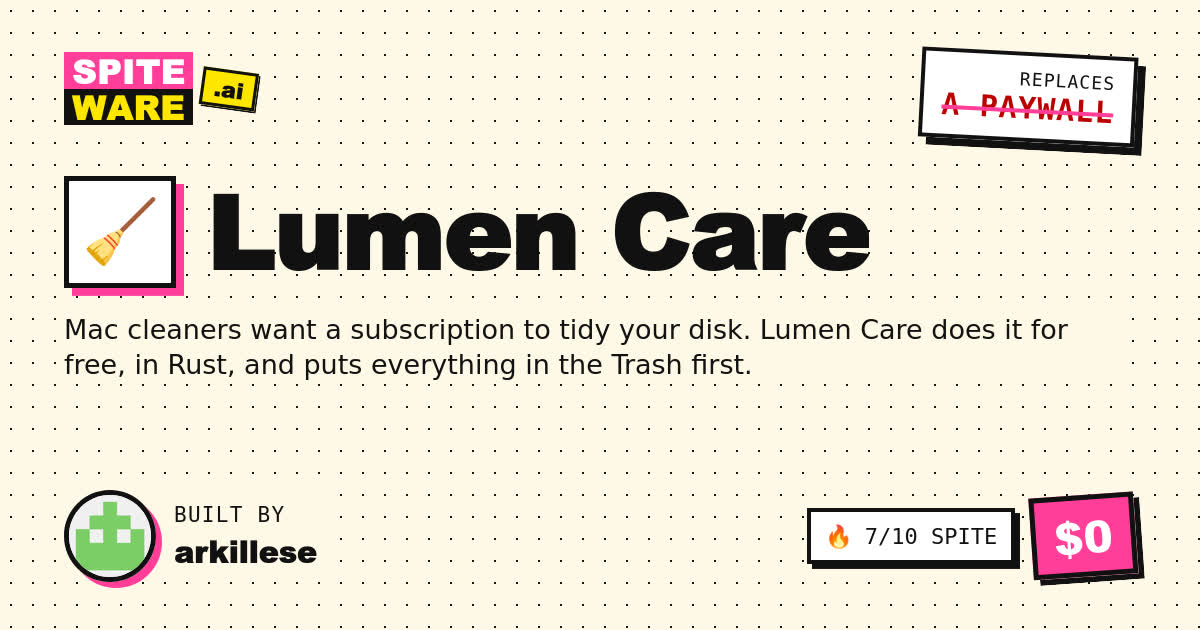 SPITE
WARE
.ai
REPLACES
A PAYWALL
Lumen Care
Mac cleaners want a subscription to tidy your disk. Lumen Care does it for
free, in Rust, and puts everything in the Trash first.
BUILT BY
arkillese
🔥 7/10 SPITE
$0